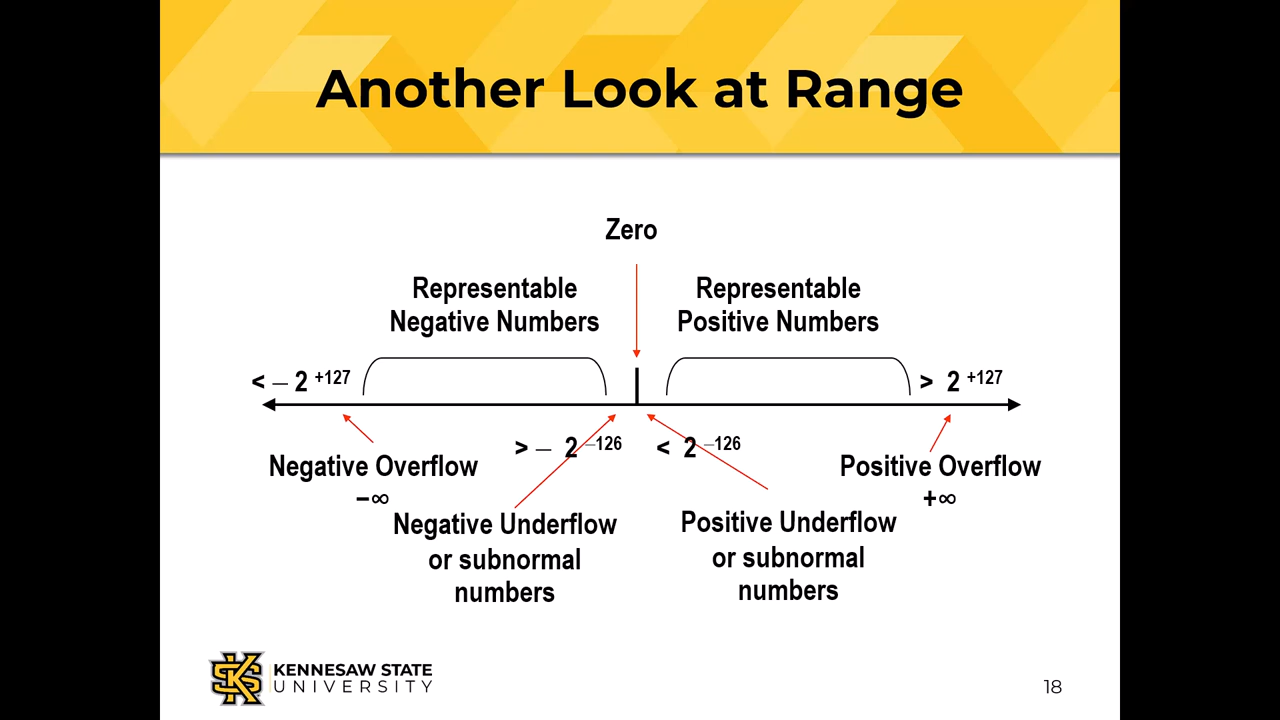 Another Look at Range
Zero
Representable
Negative Numbers
Representable
Positive Numbers
< – 2 +127
> 2 +127
> – 2 –126
< 2 –126
Negative Overflow
–∞
Positive Overflow
+∞
Negative Underflow
or subnormal
numbers
Positive Underflow
or subnormal
numbers
KENNESAW STATE
UNIVERSITY
18